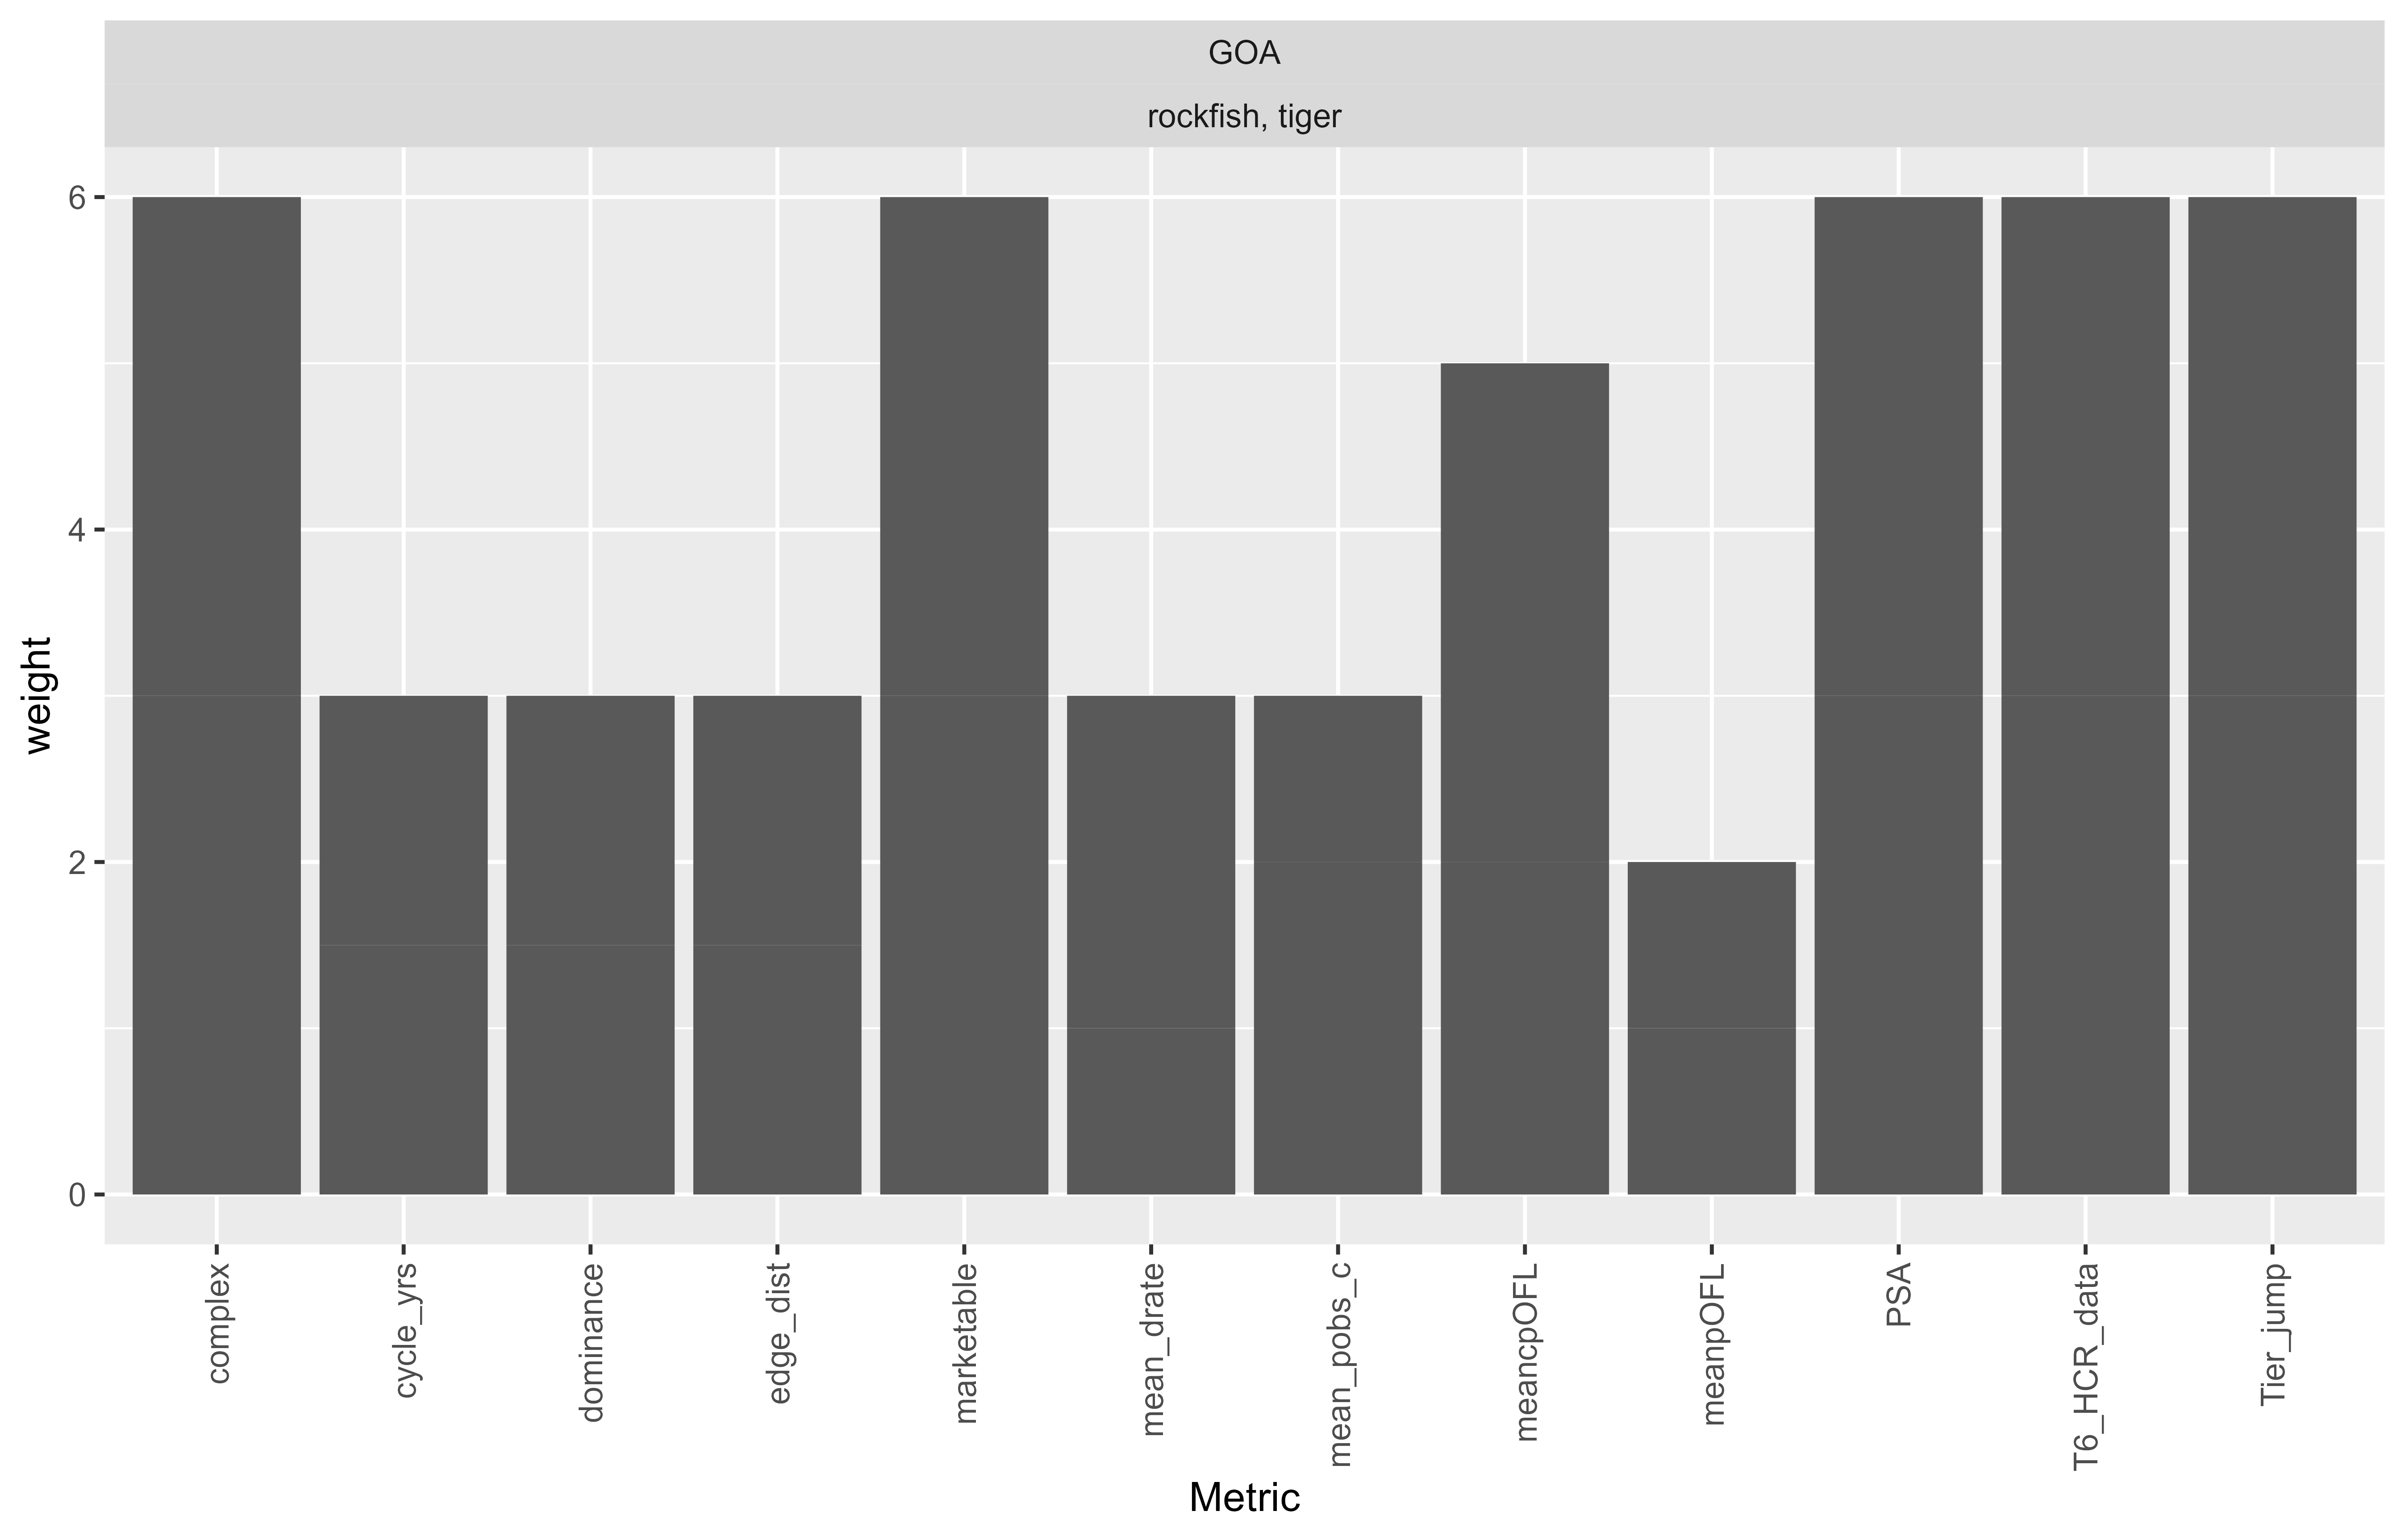 GOA
rockfish, tiger
weight
6
4
2
0
complex
cycle_yrs
dominance
edge_dist
marketable
mean_drate
mean_pobs_c
meancpOFL
meanpOFL
PSA
T6_HCR_data
Tier_jump
Metric